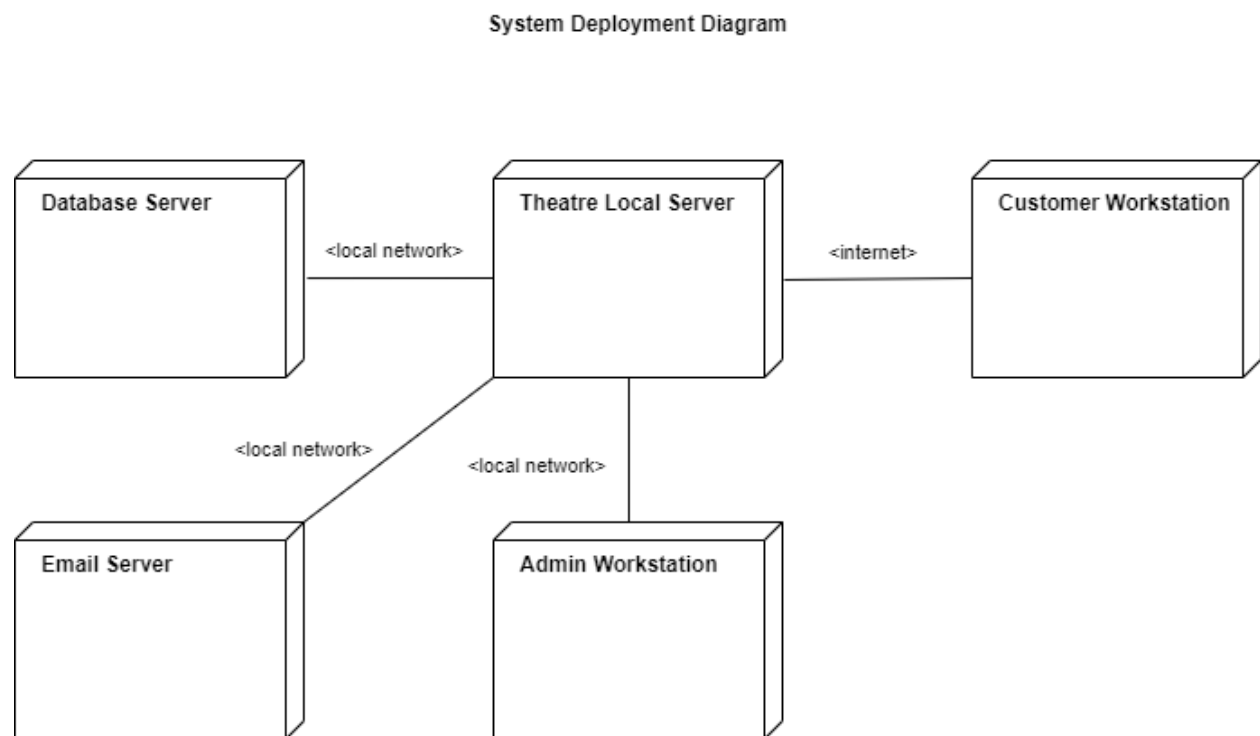 System Deployment Diagram
Database Server
Theatre Local Server
Customer Workstation
<local network>
<internet>
<local network>
<local network>
Email Server
Admin Workstation